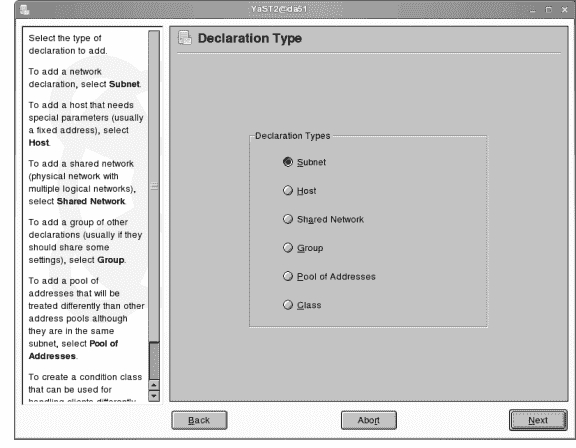 YaST2@da51
Select the type of
declaration to add.
To add a network
declaration, select Subnet.
To add a host that needs
special parameters (usually
a fixed address), select
Host.
To add a shared network
(physical network with
multiple logical networks),
select Shared Network.
To add a group of other
declarations (usually if they
should share some
settings), select Group.
To add a pool of
addresses that will be
treated differently than other
address pools although
they are in the same
subnet, select Pool of
Addresses.
To create a condition class
that can be used for
handling clients differently
Declaration Type
Declaration Types
Subnet
Host
Shared Network
Group
Pool of Addresses
Class
Back
Abort
Next